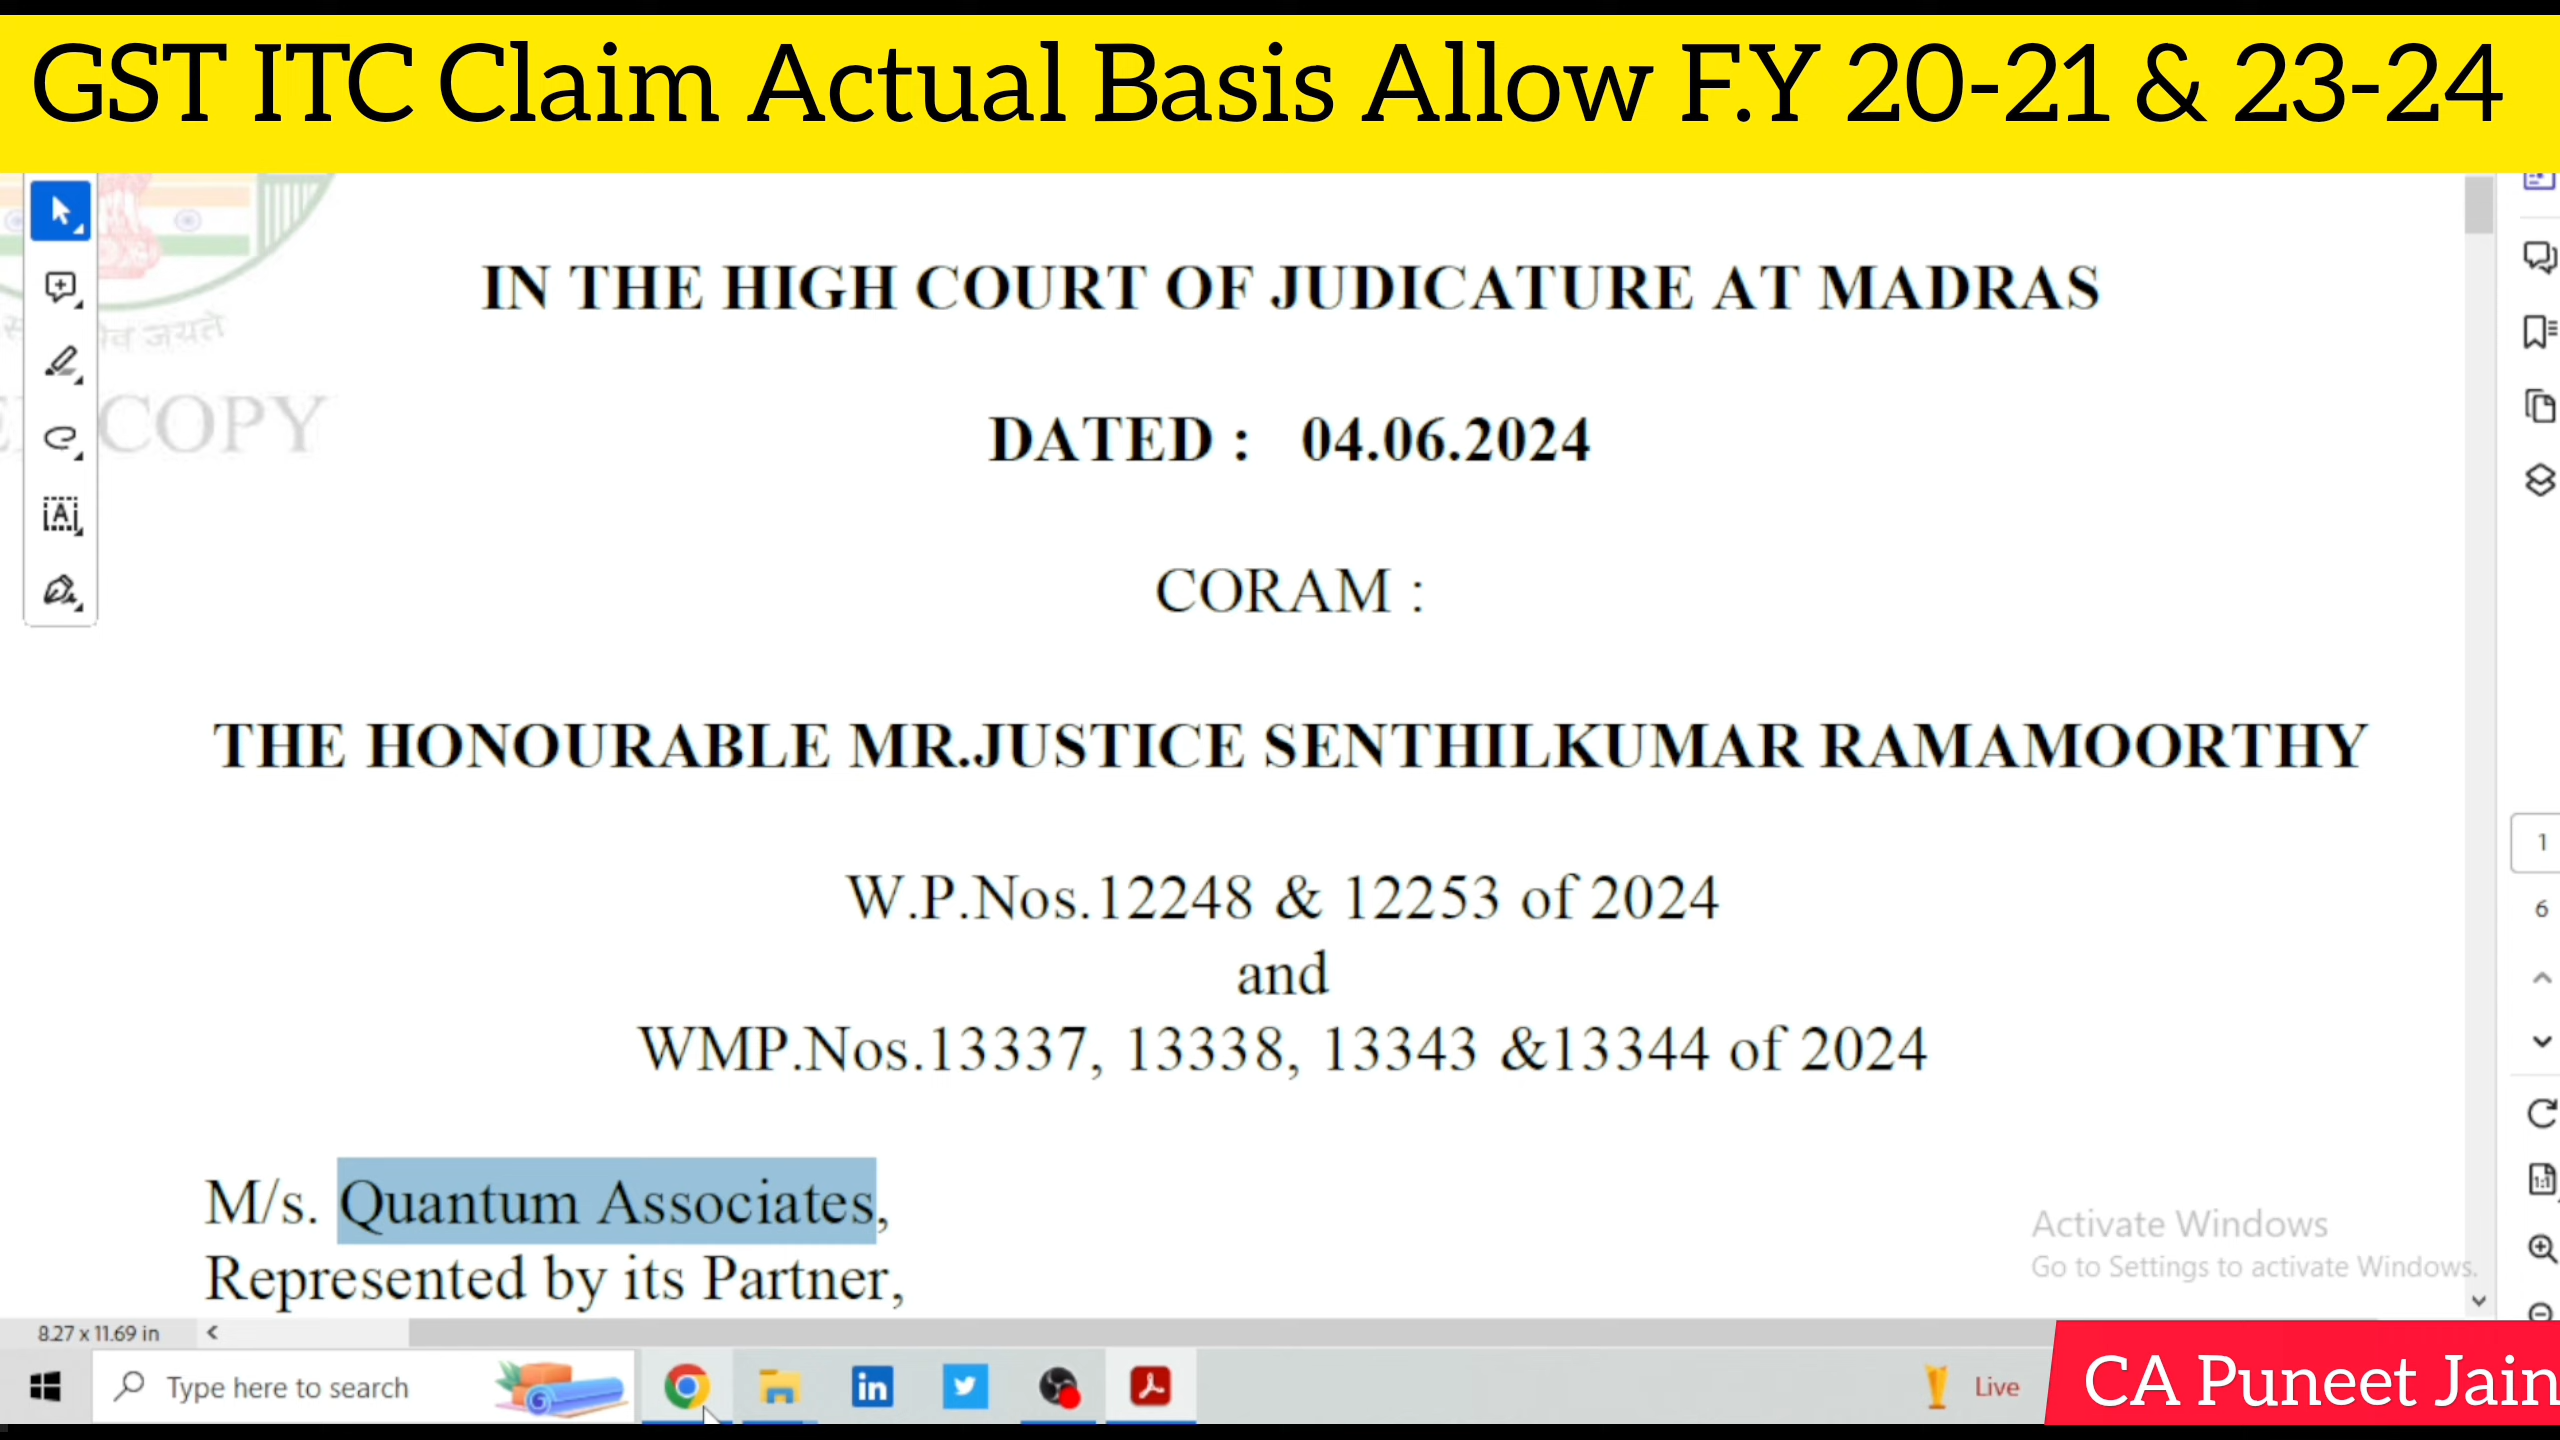 GST ITC Claim Actual Basis Allow F.Y 20-21 & 23-24
जयते
COPY
IN THE HIGH COURT OF JUDICATURE AT MADRAS
DATED : 04.06.2024
CORAM :
THE HONOURABLE MR.JUSTICE SENTHILKUMAR RAMAMOORTHY
W.P.Nos.12248 & 12253 of 2024
and
WMP.Nos.13337, 13338, 13343 &13344 of 2024
M/s. Quantum Associates,
Represented by its Partner,
1
6
Activate Windows
Go to Settings to activate Windows.
8.27 x 11.69 in
Type here to search
Live
CA Puneet Jain